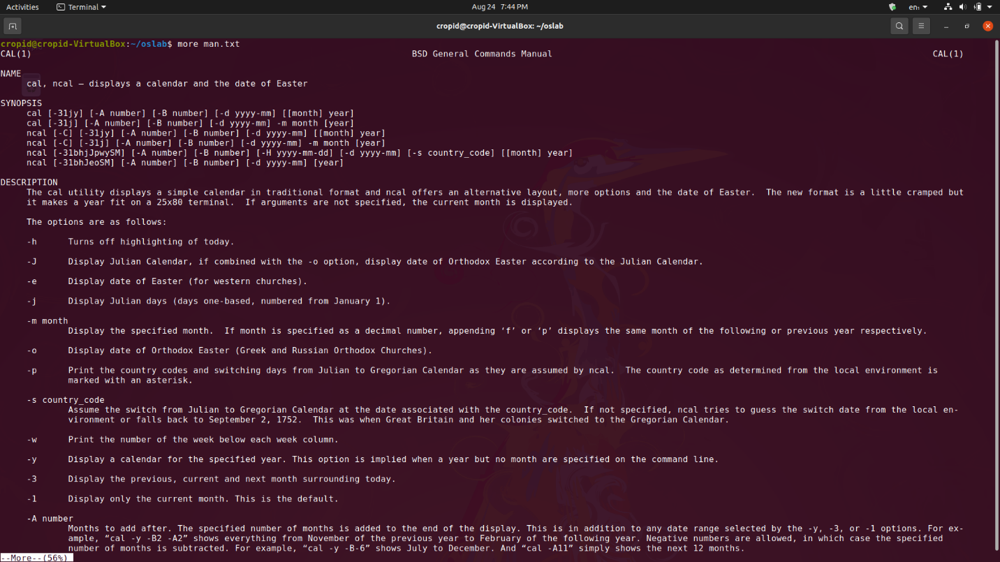 Activities
Terminal
Aug 24 7:44 PM
en₁
cropid@cropid-VirtualBox: ~/oslab
cropid@cropid-VirtualBox:~/oslab$ more man.txt
CAL(1) BSD General Commands Manual CAL(1)
NAME
cal, ncal — displays a calendar and the date of Easter
SYNOPSIS
cal [-31jy] [-A number] [-B number] [-d yyyy-mm] [[month] year]
cal [-31j] [-A number] [-B number] [-d yyyy-mm] -m month [year]
ncal [-C] [-31jy] [-A number] [-B number] [-d yyyy-mm] [[month] year]
ncal [-C] [-31j] [-A number] [-B number] [-d yyyy-mm] -m month [year]
ncal [-31bhjJpwySM] [-A number] [-B number] [-H yyyy-mm-dd] [-d yyyy-mm] [-s country_code] [[month] year]
ncal [-31bhJeoSM] [-A number] [-B number] [-d yyyy-mm] [year]
DESCRIPTION
The cal utility displays a simple calendar in traditional format and ncal offers an alternative layout, more options and the date of Easter.  The new format is a little cramped but
it makes a year fit on a 25x80 terminal.  If arguments are not specified, the current month is displayed.
The options are as follows:
-h Turns off highlighting of today.
-J Display Julian Calendar, if combined with the -o option, display date of Orthodox Easter according to the Julian Calendar.
-e Display date of Easter (for western churches).
-j Display Julian days (days one-based, numbered from January 1).
-m month
Display the specified month.  If month is specified as a decimal number, appending ‘f’ or ‘p’ displays the same month of the following or previous year respectively.
-o Display date of Orthodox Easter (Greek and Russian Orthodox Churches).
-p Print the country codes and switching days from Julian to Gregorian Calendar as they are assumed by ncal.  The country code as determined from the local environment is
marked with an asterisk.
-s country_code
Assume the switch from Julian to Gregorian Calendar at the date associated with the country_code.  If not specified, ncal tries to guess the switch date from the local en-
vironment or falls back to September 2, 1752.  This was when Great Britain and her colonies switched to the Gregorian Calendar.
-w Print the number of the week below each week column.
-y Display a calendar for the specified year. This option is implied when a year but no month are specified on the command line.
-3 Display the previous, current and next month surrounding today.
-1 Display only the current month. This is the default.
-A number
Months to add after. The specified number of months is added to the end of the display. This is in addition to any date range selected by the -y, -3, or -1 options. For ex-
ample, “cal -y -B2 -A2” shows everything from November of the previous year to February of the following year. Negative numbers are allowed, in which case the specified
number of months is subtracted. For example, “cal -y -B-6” shows July to December. And “cal -A11” simply shows the next 12 months.
--More--(56%)